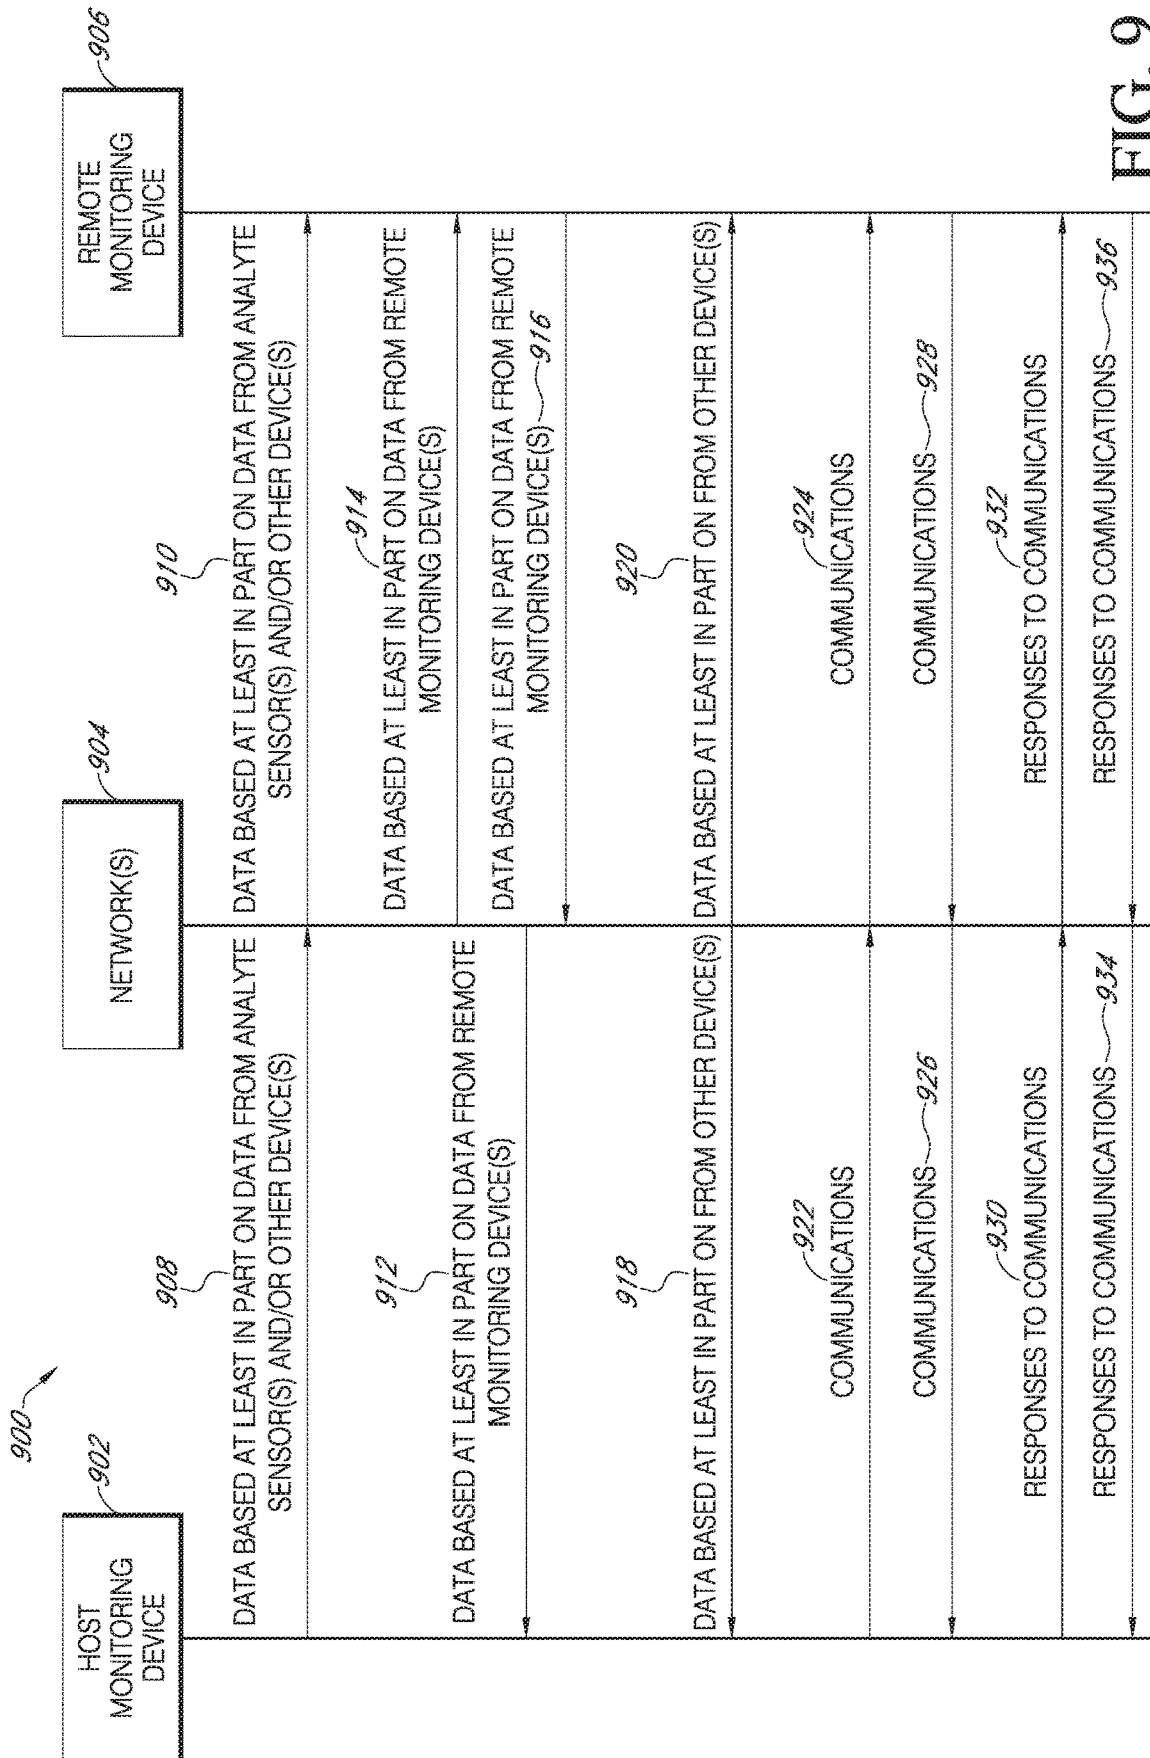 900
902
HOST
MONITORING
DEVICE
904
NETWORK(S)
906
REMOTE
MONITORING
DEVICE
908
DATA BASED AT LEAST IN PART ON DATA FROM ANALYTE
SENSOR(S) AND/OR OTHER DEVICE(S)
910
DATA BASED AT LEAST IN PART ON DATA FROM ANALYTE
SENSOR(S) AND/OR OTHER DEVICE(S)
912
DATA BASED AT LEAST IN PART ON DATA FROM REMOTE
MONITORING DEVICE(S)
914
DATA BASED AT LEAST IN PART ON DATA FROM REMOTE
MONITORING DEVICE(S)
DATA BASED AT LEAST IN PART ON DATA FROM REMOTE
MONITORING DEVICE(S) 916
918
DATA BASED AT LEAST IN PART ON FROM OTHER DEVICE(S)
920
DATA BASED AT LEAST IN PART ON FROM OTHER DEVICE(S)
922
COMMUNICATIONS
924
COMMUNICATIONS
COMMUNICATIONS 926
COMMUNICATIONS 928
930
RESPONSES TO COMMUNICATIONS
932
RESPONSES TO COMMUNICATIONS
RESPONSES TO COMMUNICATIONS 934
RESPONSES TO COMMUNICATIONS 936
FIG. 9